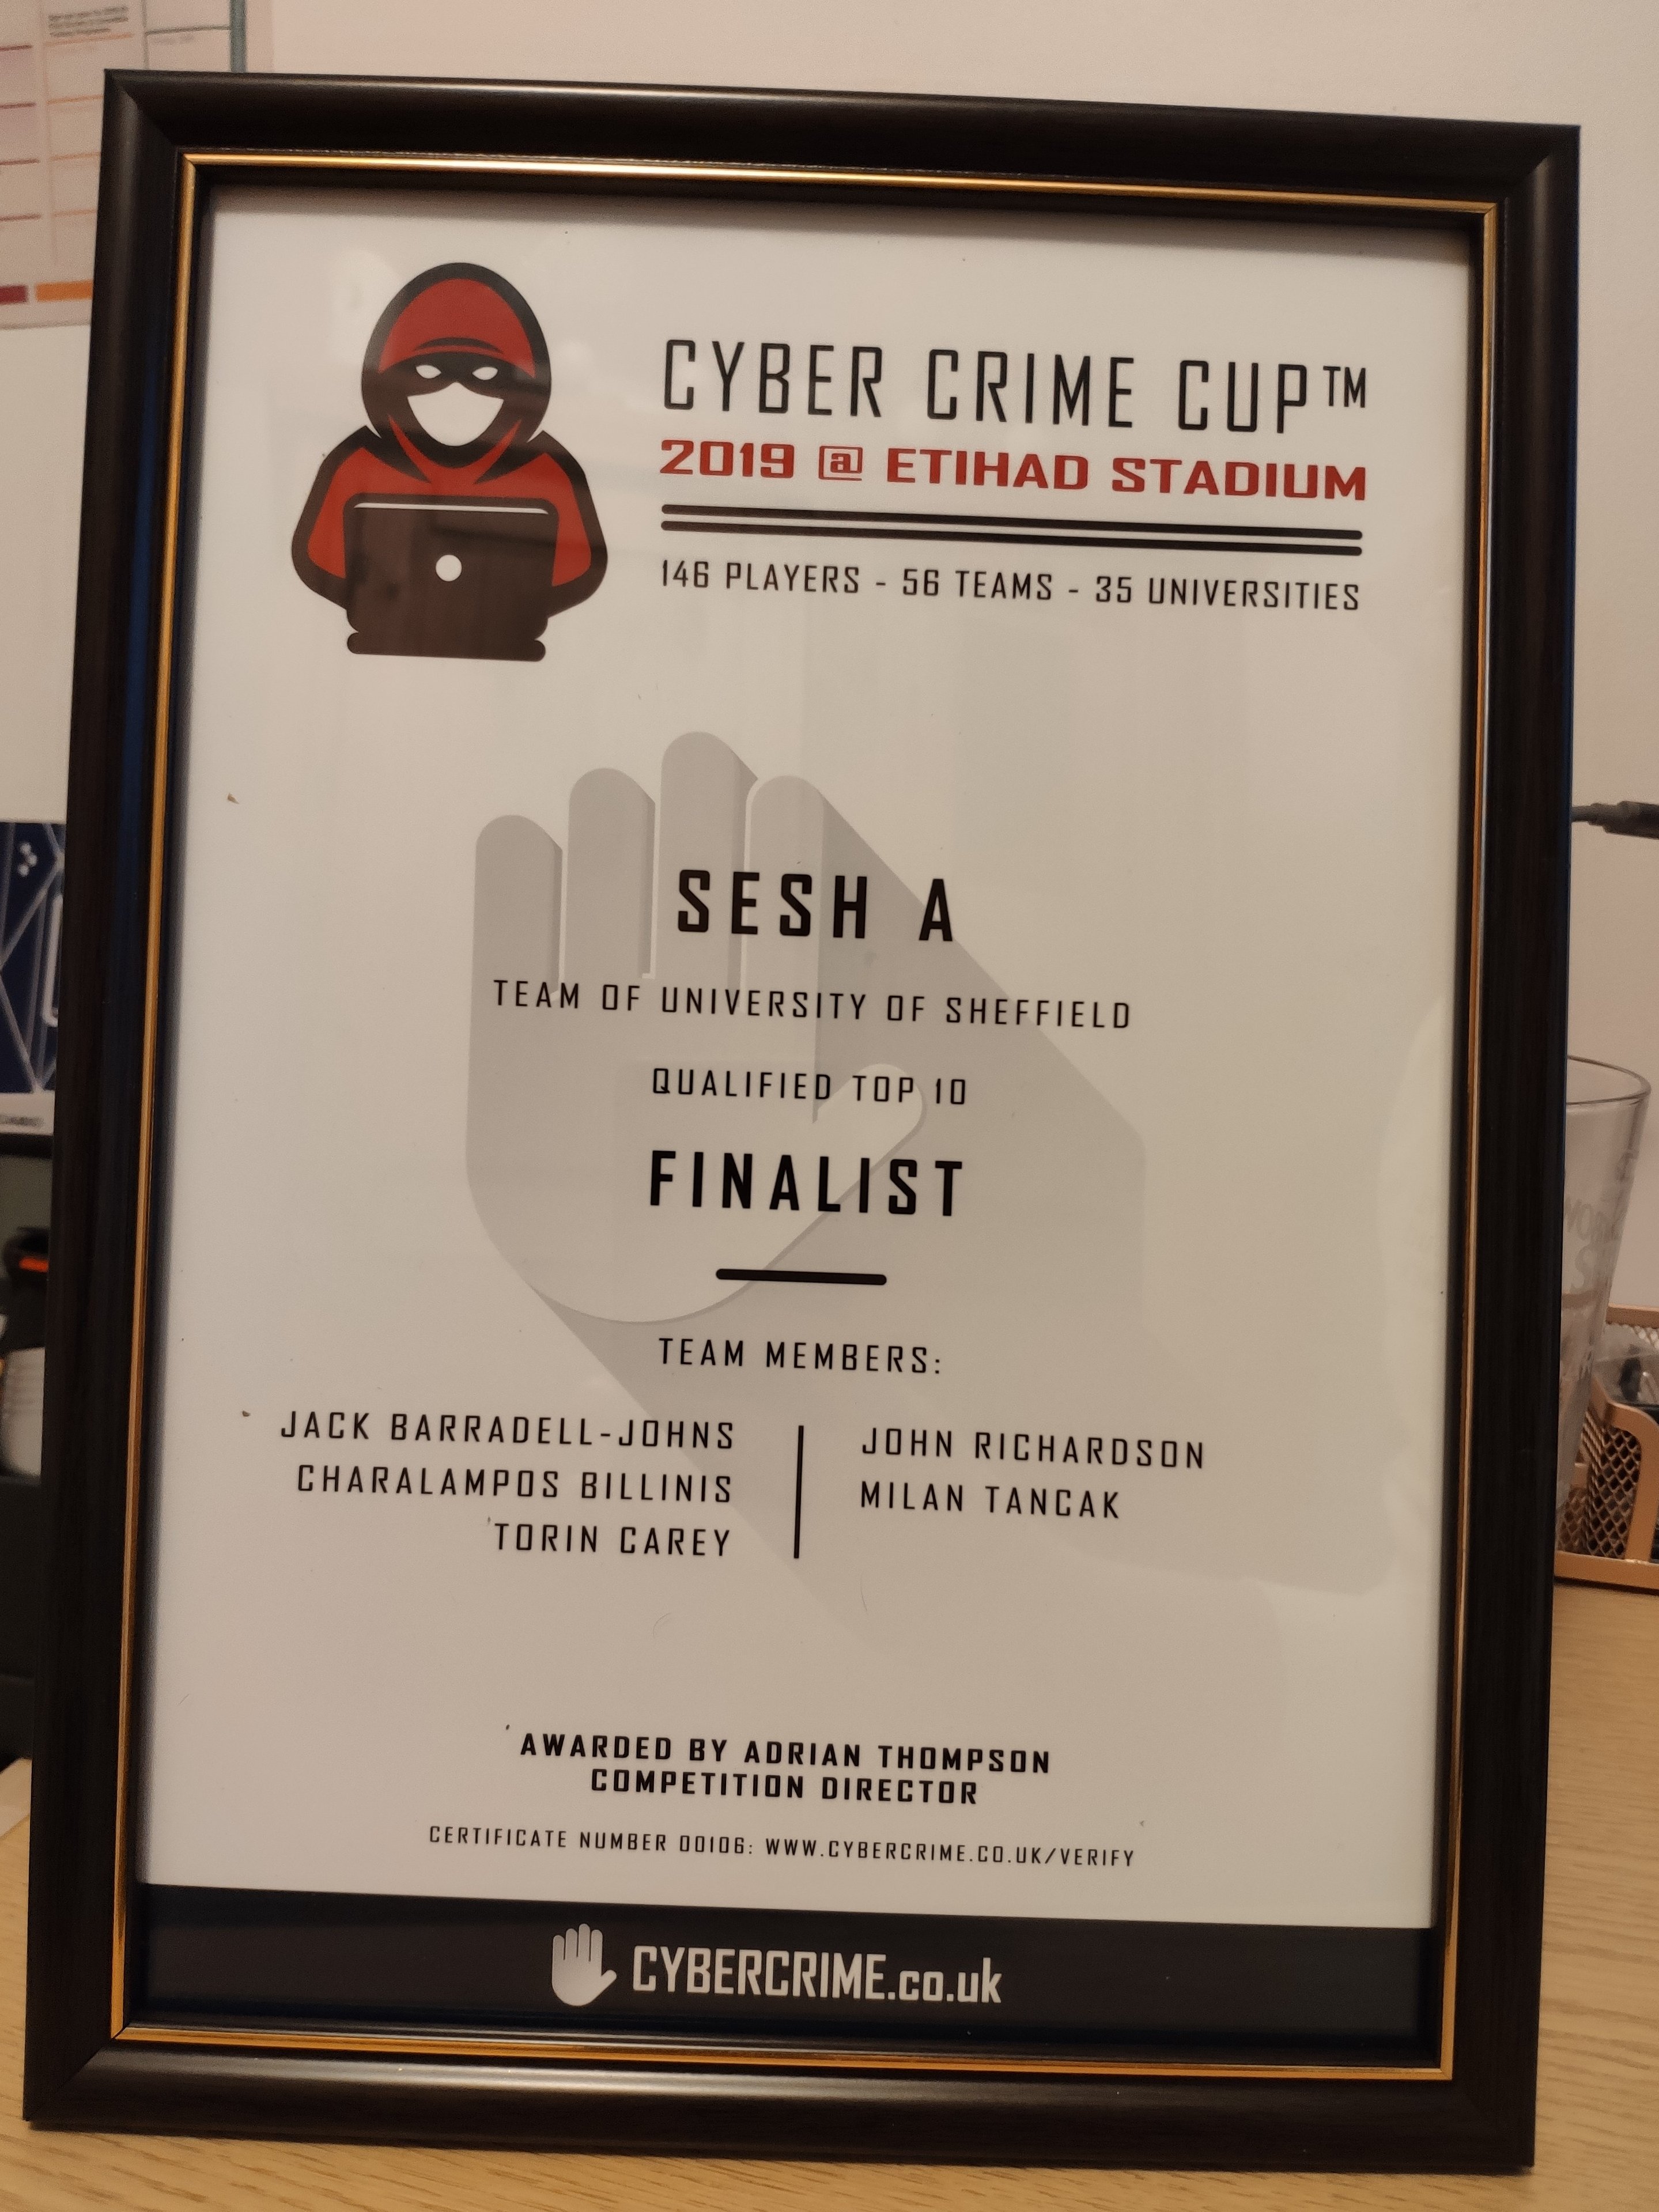 CYBER CRIME CUP™
2019 @ ETIHAD STADIUM
146 PLAYERS - 56 TEAMS - 35 UNIVERSITIES
SESH A
TEAM OF UNIVERSITY OF SHEFFIELD
QUALIFIED TOP 10
FINALIST
TEAM MEMBERS:
JACK BARRADELL-JOHNS
CHARALAMPOS BILLINIS
TORIN CAREY
JOHN RICHARDSON
MILAN TANCAK
AWARDED BY ADRIAN THOMPSON
COMPETITION DIRECTOR
CERTIFICATE NUMBER 00106: WWW.CYBERCRIME.CO.UK/VERIFY
CYBERCRIME.co.uk